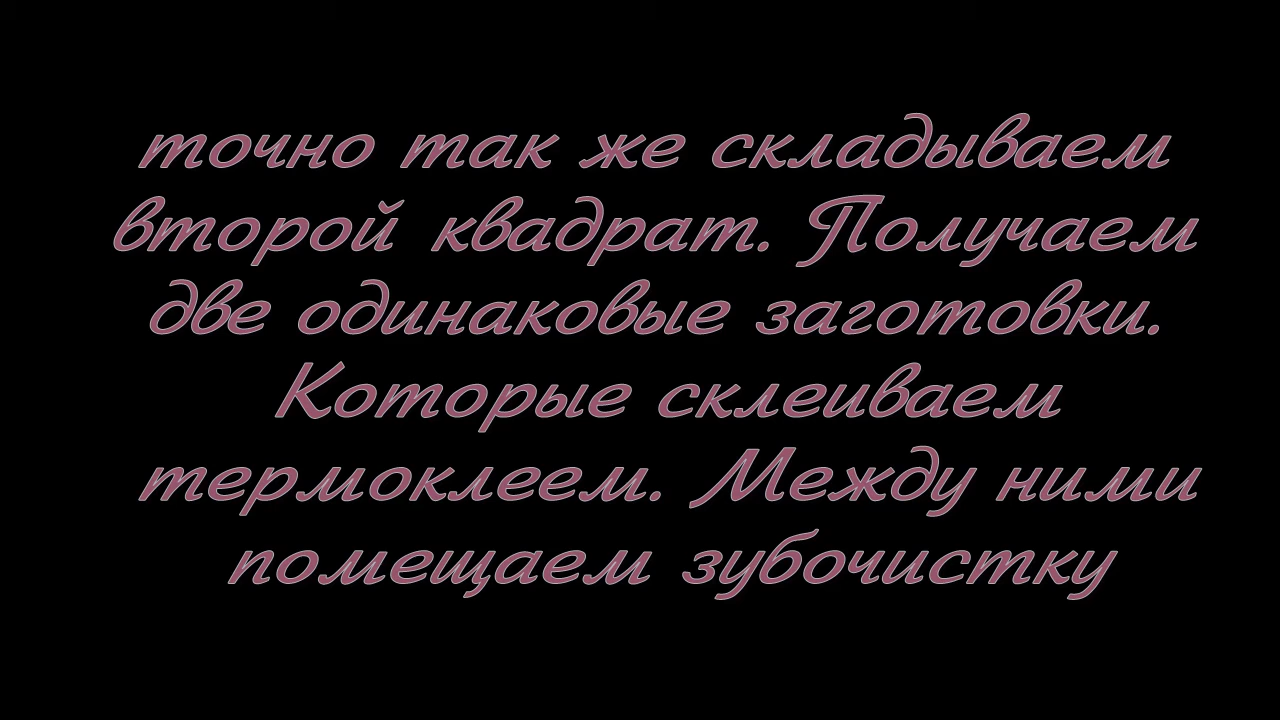 точно так же складываем
второй квадрат. Получаем
две одинаковые заготовки.
Которые склеиваем
термоклеем. Между ними
помещаем зубочистку